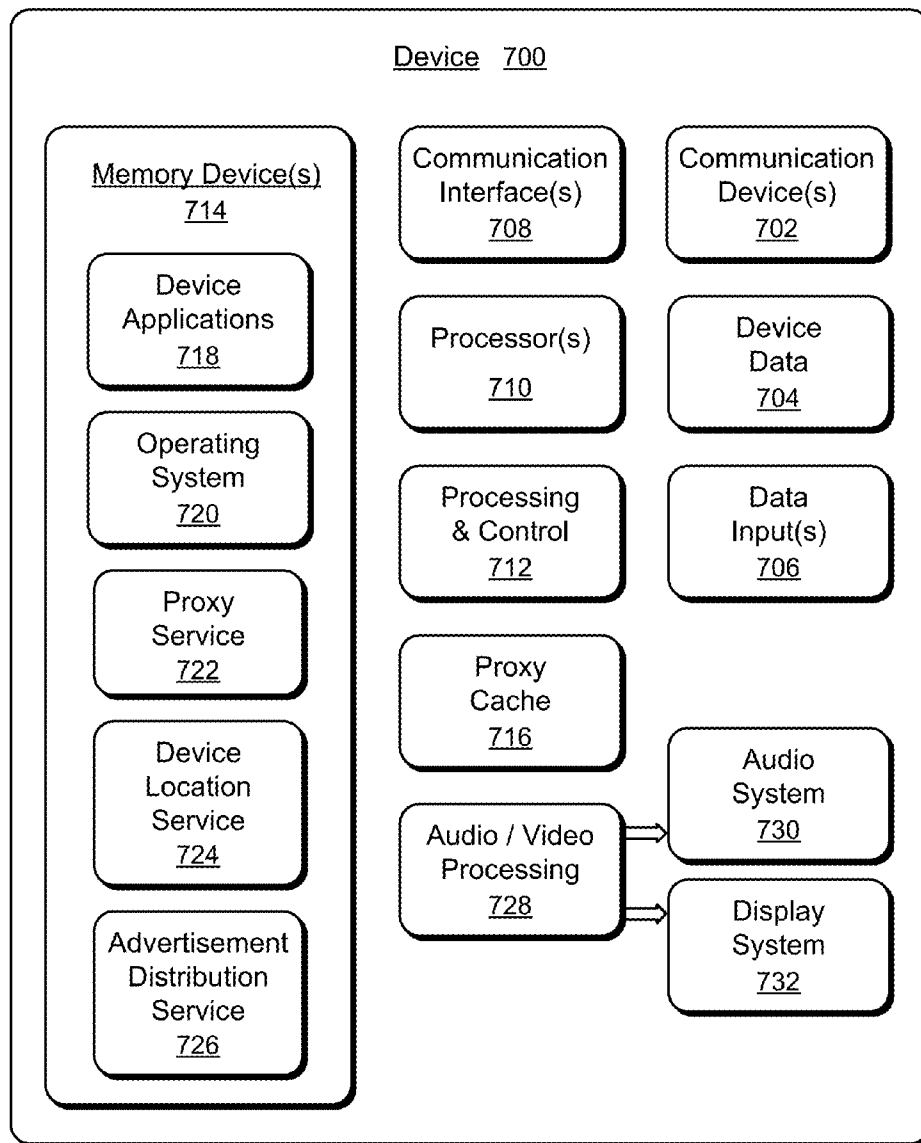 Device 700
Memory Device(s)
714
Device
Applications
718
Operating
System
720
Proxy
Service
722
Device
Location
Service
724
Advertisement
Distribution
Service
726
Communication
Interface(s)
708
Communication
Device(s)
702
Processor(s)
710
Device
Data
704
Processing
& Control
712
Data
Input(s)
706
Proxy
Cache
716
Audio / Video
Processing
728
Audio
System
730
Display
System
732